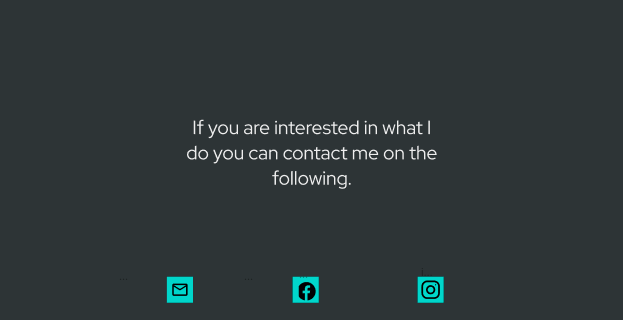 If you are interested in what I
do you can contact me on the
following.